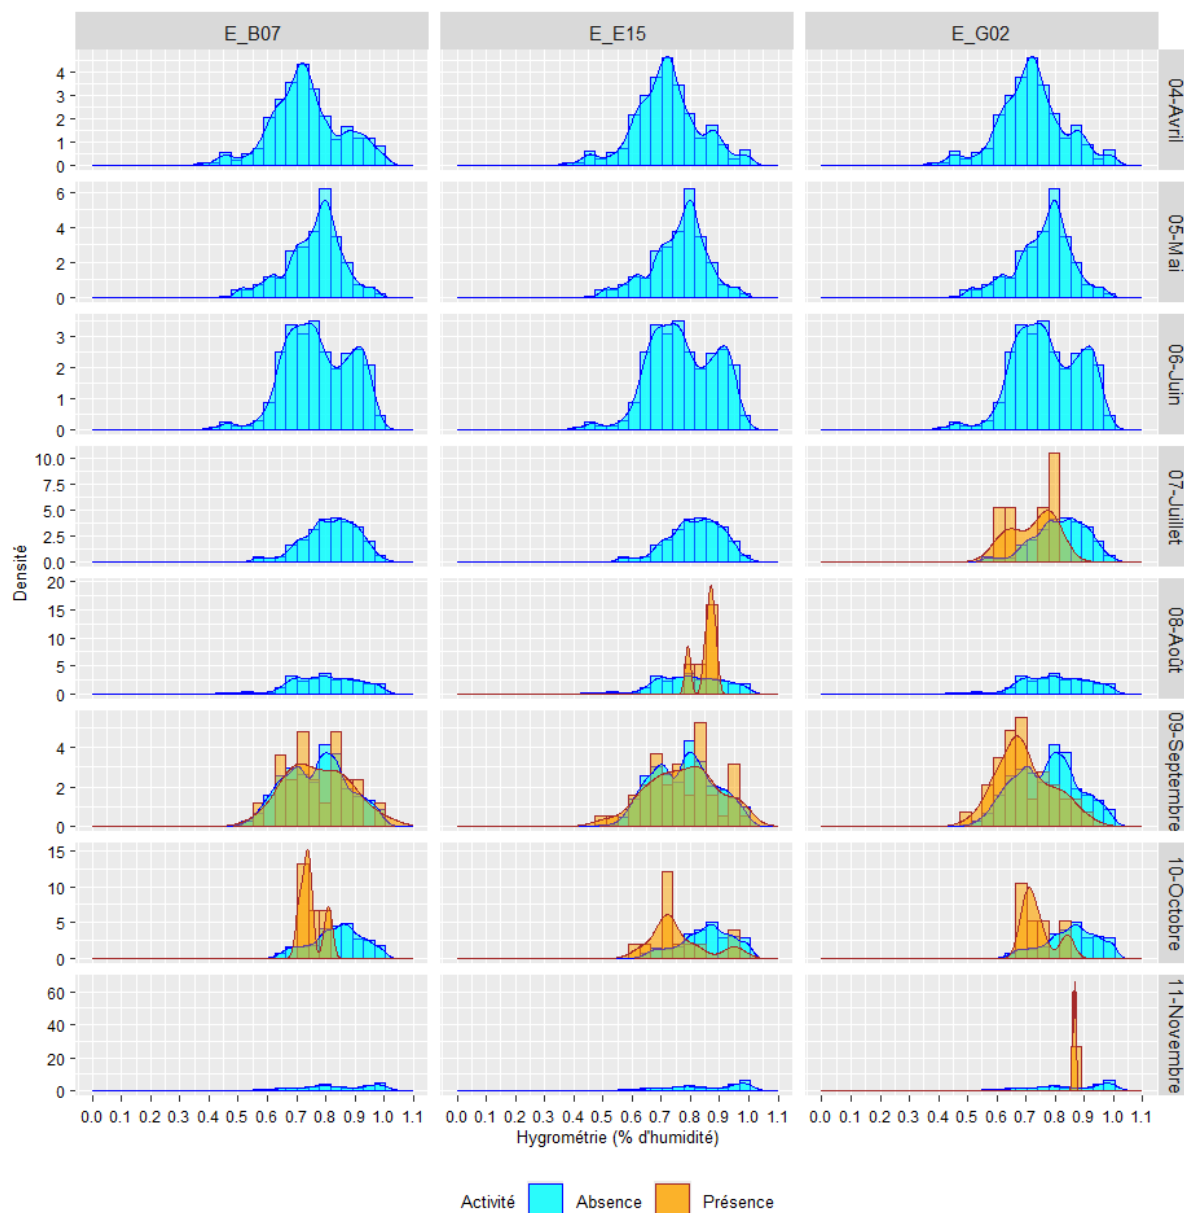 E_B07 E_E15 E_G02
4
3
2
1
0
04-Avril
6
4
2
0
05-Mai
3
2
1
0
06-Juin
10.0
7.5
5.0
2.5
0.0
07-Juillet
Densité
20
15
10
5
0
08-Août
4
2
0
09-Septembre
15
10
5
0
10-Octobre
60
40
20
0
11-Novembre
0.0 0.1 0.2 0.3 0.4 0.5 0.6 0.7 0.8 0.9 1.0 1.1 0.0 0.1 0.2 0.3 0.4 0.5 0.6 0.7 0.8 0.9 1.0 1.1 0.0 0.1 0.2 0.3 0.4 0.5 0.6 0.7 0.8 0.9 1.0 1.1
Hygrométrie (% d'humidité)
Activité Absence Présence